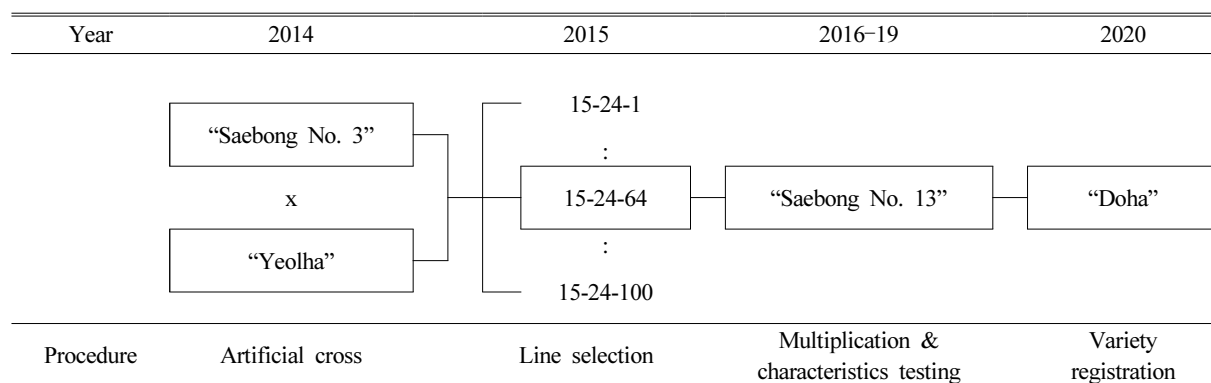 Year 2014 2015 2016-19 2020
15-24-1
“Saebong No. 3”
:
x 15-24-64 “Saebong No. 13” “Doha”
:
“Yeolha”
15-24-100
Procedure Artificial cross Line selection Multiplication & characteristics testing Variety registration